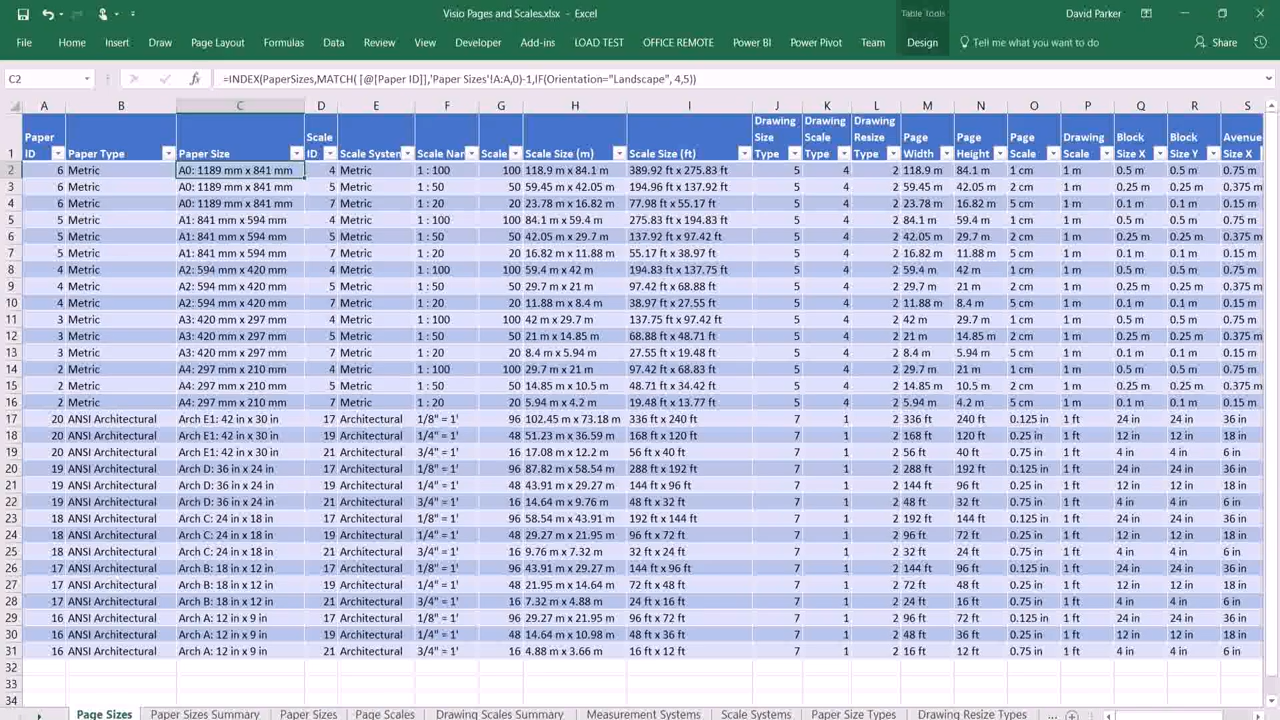 Visio Pages and Scales.xlsx - Excel
Table Tools
David Parker
File Home Insert Draw Page Layout Formulas Data Review View Developer Add-ins LOAD TEST OFFICE REMOTE Power BI Power Pivot Team Design Tell me what you want to do Share
C2 fx =INDEX(PaperSizes,MATCH( [@[Paper ID]],'Paper Sizes'!A:A,0)-1,IF(Orientation="Landscape", 4,5))
A B C D E F G H I J K L M N O P Q R S
1 Paper ID Paper Type Paper Size Scale ID Scale System Scale Nar Scale Scale Size (m) Scale Size (ft) Drawing Size Type Drawing Scale Type Drawing Resize Type Page Width Page Height Page Scale Drawing Scale Block Size X Block Size Y Avenue Size X
2 6 Metric A0: 1189 mm x 841 mm 4 Metric 1 : 100 100 118.9 m x 84.1 m 389.92 ft x 275.83 ft 5 4 2 118.9 m 84.1 m 1 cm 1 m 0.5 m 0.5 m 0.75 m
3 6 Metric A0: 1189 mm x 841 mm 5 Metric 1 : 50 50 59.45 m x 42.05 m 194.96 ft x 137.92 ft 5 4 2 59.45 m 42.05 m 2 cm 1 m 0.25 m 0.25 m 0.375 m
4 6 Metric A0: 1189 mm x 841 mm 7 Metric 1 : 20 20 23.78 m x 16.82 m 77.98 ft x 55.17 ft 5 4 2 23.78 m 16.82 m 5 cm 1 m 0.1 m 0.1 m 0.15 m
5 5 Metric A1: 841 mm x 594 mm 4 Metric 1 : 100 100 84.1 m x 59.4 m 275.83 ft x 194.83 ft 5 4 2 84.1 m 59.4 m 1 cm 1 m 0.5 m 0.5 m 0.75 m
6 5 Metric A1: 841 mm x 594 mm 5 Metric 1 : 50 50 42.05 m x 29.7 m 137.92 ft x 97.42 ft 5 4 2 42.05 m 29.7 m 2 cm 1 m 0.25 m 0.25 m 0.375 m
7 5 Metric A1: 841 mm x 594 mm 7 Metric 1 : 20 20 16.82 m x 11.88 m 55.17 ft x 38.97 ft 5 4 2 16.82 m 11.88 m 5 cm 1 m 0.1 m 0.1 m 0.15 m
8 4 Metric A2: 594 mm x 420 mm 4 Metric 1 : 100 100 59.4 m x 42 m 194.83 ft x 137.75 ft 5 4 2 59.4 m 42 m 1 cm 1 m 0.5 m 0.5 m 0.75 m
9 4 Metric A2: 594 mm x 420 mm 5 Metric 1 : 50 50 29.7 m x 21 m 97.42 ft x 68.88 ft 5 4 2 29.7 m 21 m 2 cm 1 m 0.25 m 0.25 m 0.375 m
10 4 Metric A2: 594 mm x 420 mm 7 Metric 1 : 20 20 11.88 m x 8.4 m 38.97 ft x 27.55 ft 5 4 2 11.88 m 8.4 m 5 cm 1 m 0.1 m 0.1 m 0.15 m
11 3 Metric A3: 420 mm x 297 mm 4 Metric 1 : 100 100 42 m x 29.7 m 137.75 ft x 97.42 ft 5 4 2 42 m 29.7 m 1 cm 1 m 0.5 m 0.5 m 0.75 m
12 3 Metric A3: 420 mm x 297 mm 5 Metric 1 : 50 50 21 m x 14.85 m 68.88 ft x 48.71 ft 5 4 2 21 m 14.85 m 2 cm 1 m 0.25 m 0.25 m 0.375 m
13 3 Metric A3: 420 mm x 297 mm 7 Metric 1 : 20 20 8.4 m x 5.94 m 27.55 ft x 19.48 ft 5 4 2 8.4 m 5.94 m 5 cm 1 m 0.1 m 0.1 m 0.15 m
14 2 Metric A4: 297 mm x 210 mm 4 Metric 1 : 100 100 29.7 m x 21 m 97.42 ft x 68.83 ft 5 4 2 29.7 m 21 m 1 cm 1 m 0.5 m 0.5 m 0.75 m
15 2 Metric A4: 297 mm x 210 mm 5 Metric 1 : 50 50 14.85 m x 10.5 m 48.71 ft x 34.42 ft 5 4 2 14.85 m 10.5 m 2 cm 1 m 0.25 m 0.25 m 0.375 m
16 2 Metric A4: 297 mm x 210 mm 7 Metric 1 : 20 20 5.94 m x 4.2 m 19.48 ft x 13.77 ft 5 4 2 5.94 m 4.2 m 5 cm 1 m 0.1 m 0.1 m 0.15 m
17 20 ANSI Architectural Arch E1: 42 in x 30 in 17 Architectural 1/8" = 1' 96 102.45 m x 73.18 m 336 ft x 240 ft 7 1 2 336 ft 240 ft 0.125 in 1 ft 24 in 24 in 36 in
18 20 ANSI Architectural Arch E1: 42 in x 30 in 19 Architectural 1/4" = 1' 48 51.23 m x 36.59 m 168 ft x 120 ft 7 1 2 168 ft 120 ft 0.25 in 1 ft 12 in 12 in 18 in
19 20 ANSI Architectural Arch E1: 42 in x 30 in 21 Architectural 3/4" = 1' 16 17.08 m x 12.2 m 56 ft x 40 ft 7 1 2 56 ft 40 ft 0.75 in 1 ft 4 in 4 in 6 in
20 19 ANSI Architectural Arch D: 36 in x 24 in 17 Architectural 1/8" = 1' 96 87.82 m x 58.54 m 288 ft x 192 ft 7 1 2 288 ft 192 ft 0.125 in 1 ft 24 in 24 in 36 in
21 19 ANSI Architectural Arch D: 36 in x 24 in 19 Architectural 1/4" = 1' 48 43.91 m x 29.27 m 144 ft x 96 ft 7 1 2 144 ft 96 ft 0.25 in 1 ft 12 in 12 in 18 in
22 19 ANSI Architectural Arch D: 36 in x 24 in 21 Architectural 3/4" = 1' 16 14.64 m x 9.76 m 48 ft x 32 ft 7 1 2 48 ft 32 ft 0.75 in 1 ft 4 in 4 in 6 in
23 18 ANSI Architectural Arch C: 24 in x 18 in 17 Architectural 1/8" = 1' 96 58.54 m x 43.91 m 192 ft x 144 ft 7 1 2 192 ft 144 ft 0.125 in 1 ft 24 in 24 in 36 in
24 18 ANSI Architectural Arch C: 24 in x 18 in 19 Architectural 1/4" = 1' 48 29.27 m x 21.95 m 96 ft x 72 ft 7 1 2 96 ft 72 ft 0.25 in 1 ft 12 in 12 in 18 in
25 18 ANSI Architectural Arch C: 24 in x 18 in 21 Architectural 3/4" = 1' 16 9.76 m x 7.32 m 32 ft x 24 ft 7 1 2 32 ft 24 ft 0.75 in 1 ft 4 in 4 in 6 in
26 17 ANSI Architectural Arch B: 18 in x 12 in 17 Architectural 1/8" = 1' 96 43.91 m x 29.27 m 144 ft x 96 ft 7 1 2 144 ft 96 ft 0.125 in 1 ft 24 in 24 in 36 in
27 17 ANSI Architectural Arch B: 18 in x 12 in 19 Architectural 1/4" = 1' 48 21.95 m x 14.64 m 72 ft x 48 ft 7 1 2 72 ft 48 ft 0.25 in 1 ft 12 in 12 in 18 in
28 17 ANSI Architectural Arch B: 18 in x 12 in 21 Architectural 3/4" = 1' 16 7.32 m x 4.88 m 24 ft x 16 ft 7 1 2 24 ft 16 ft 0.75 in 1 ft 4 in 4 in 6 in
29 16 ANSI Architectural Arch A: 12 in x 9 in 17 Architectural 1/8" = 1' 96 29.27 m x 21.95 m 96 ft x 72 ft 7 1 2 96 ft 72 ft 0.125 in 1 ft 24 in 24 in 36 in
30 16 ANSI Architectural Arch A: 12 in x 9 in 19 Architectural 1/4" = 1' 48 14.64 m x 10.98 m 48 ft x 36 ft 7 1 2 48 ft 36 ft 0.25 in 1 ft 12 in 12 in 18 in
31 16 ANSI Architectural Arch A: 12 in x 9 in 21 Architectural 3/4" = 1' 16 4.88 m x 3.66 m 16 ft x 12 ft 7 1 2 16 ft 12 ft 0.75 in 1 ft 4 in 4 in 6 in
32
33
34
Page Sizes Paper Sizes Summary Paper Sizes Page Scales Drawing Scales Summary Measurement Systems Scale Systems Paper Size Types Drawing Resize Types ...